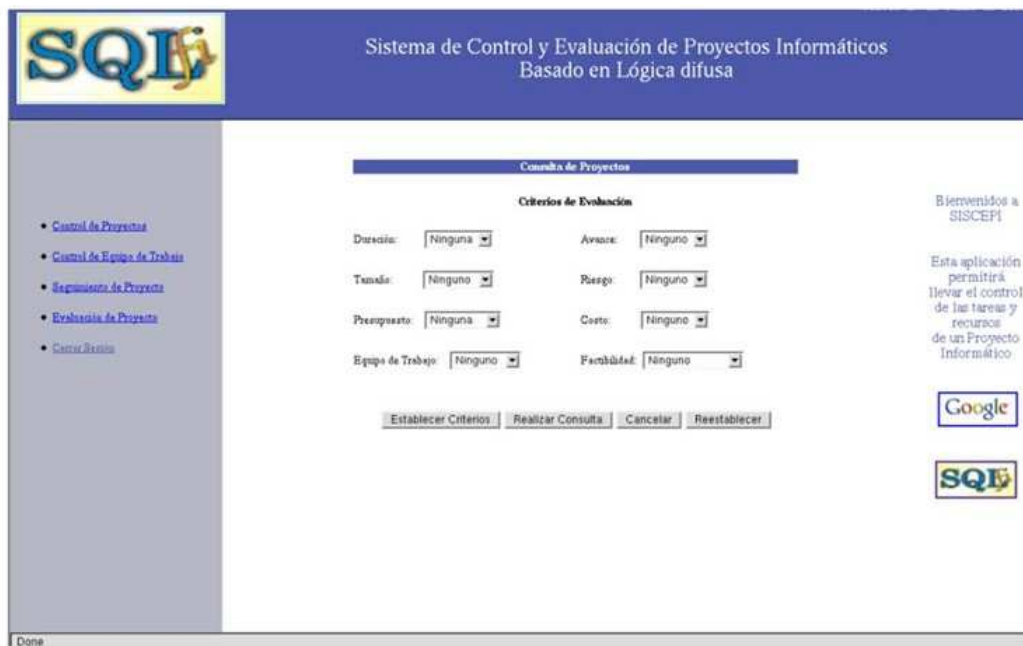 SQLfi
Sistema de Control y Evaluación de Proyectos Informáticos
Basado en Lógica difusa
Control de Proyectos
Control de Equipo de Trabajo
Seguimiento de Proyecto
Evaluación de Proyecto
Cerrar Sesión
Consulta de Proyectos
Criterios de Evaluación
Duración: Ninguna Avance: Ninguno
Tamaño: Ninguno Riesgo: Ninguno
Presupuesto: Ninguna Costo: Ninguno
Equipo de Trabajo: Ninguno Factibilidad: Ninguno
Establecer Criterios Realizar Consulta Cancelar Reestablecer
Bienvenidos a
SISCEPI
Esta aplicación
permitirá
llevar el control
de las tareas y
recursos
de un Proyecto
Informático
Google
SQLfi
Done